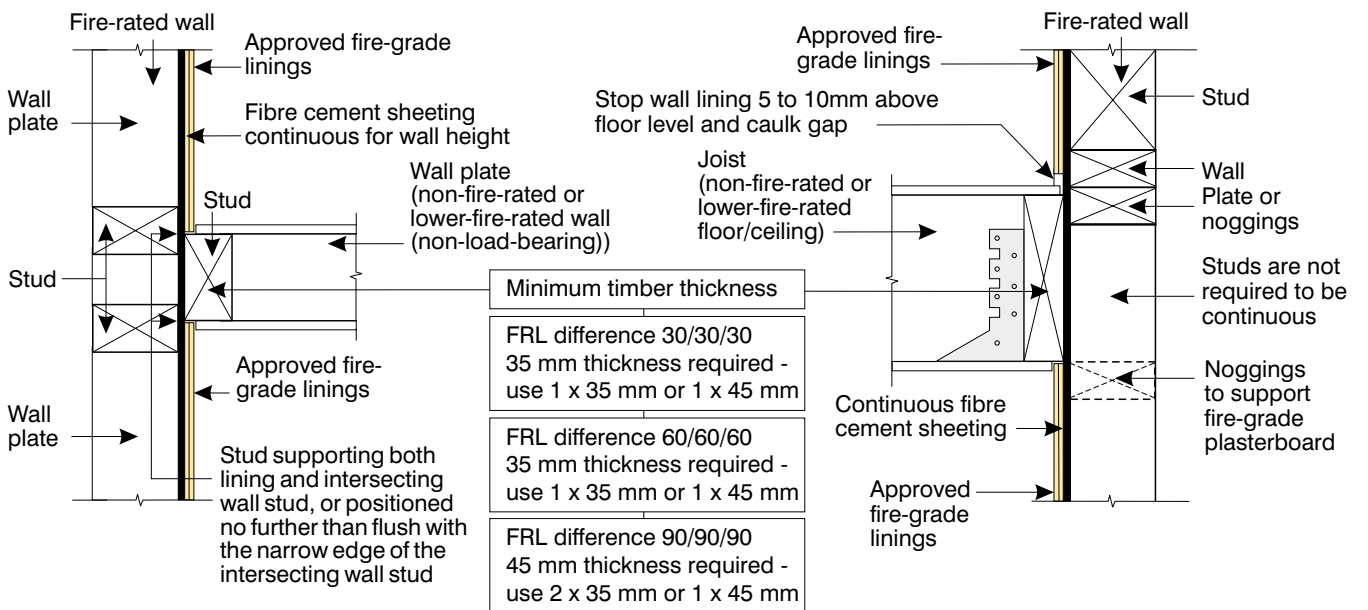 Fire-rated wall
Approved fire-grade
linings
Wall
plate
Fibre cement sheeting
continuous for wall height
Wall plate
(non-fire-rated or
lower-fire-rated wall
(non-load-bearing))
Stud
Stud
Approved fire-
grade linings
Wall
plate
Stud supporting both
lining and intersecting
wall stud, or positioned
no further than flush with
the narrow edge of the
intersecting wall stud
Minimum timber thickness
FRL difference 30/30/30
35 mm thickness required -
use 1 x 35 mm or 1 x 45 mm
FRL difference 60/60/60
35 mm thickness required -
use 1 x 35 mm or 1 x 45 mm
FRL difference 90/90/90
45 mm thickness required -
use 2 x 35 mm or 1 x 45 mm
Fire-rated wall
Approved fire-
grade linings
Stud
Stop wall lining 5 to 10mm above
floor level and caulk gap
Joist
(non-fire-rated or
lower-fire-rated
floor/ceiling)
Wall
Plate or
noggings
Studs are not
required to be
continuous
Noggings
to support
fire-grade
plasterboard
Continuous fibre
cement sheeting
Approved
fire-grade
linings